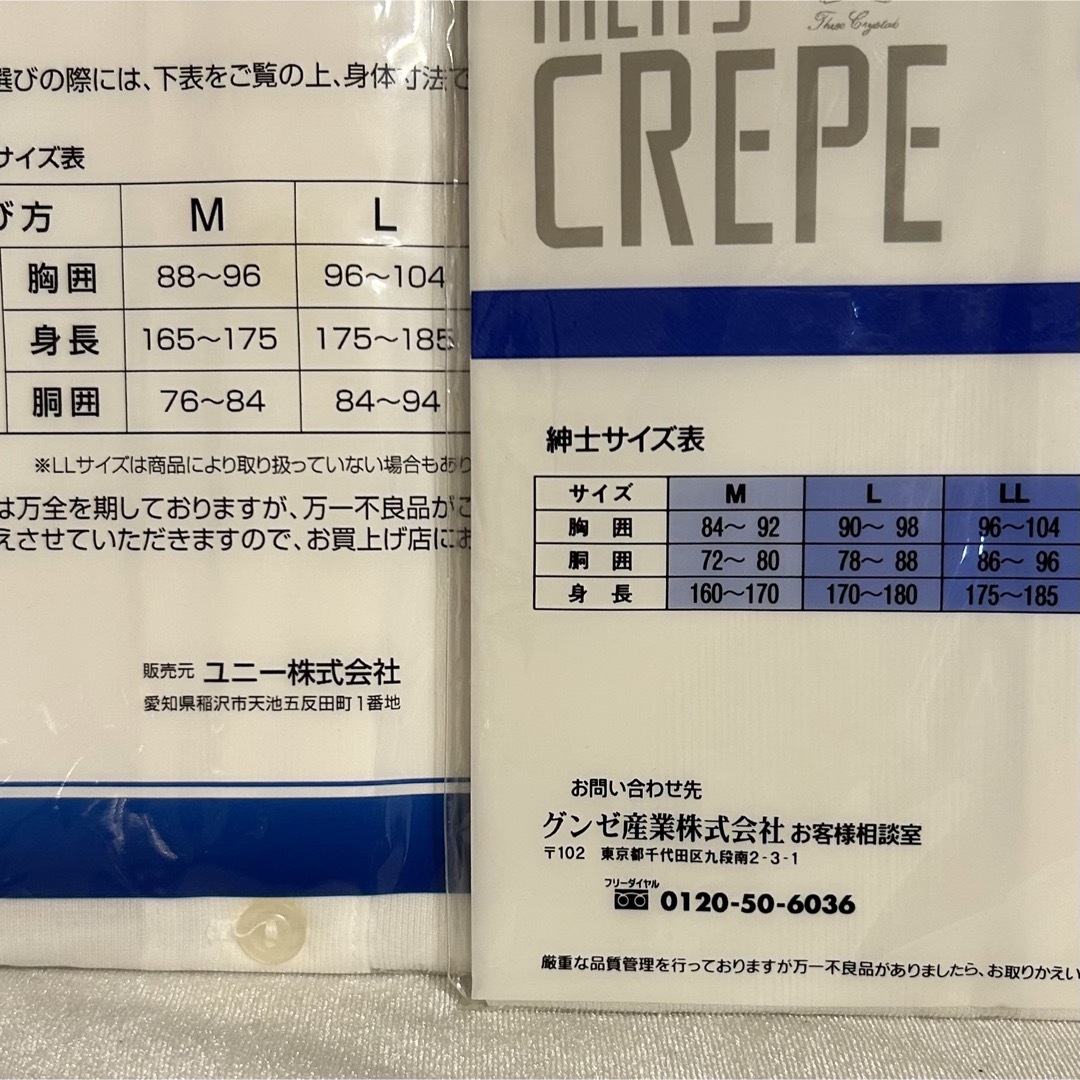 選びの際には、下表をご覧の上、身体寸法で
サイズ表
び方 M L
胸囲 88〜96 96〜104
身長 165〜175 175〜185
胴囲 76〜84 84〜94
※LLサイズは商品により取り扱っていない場合もあり
は万全を期しておりますが、万一不良品がご
えさせていただきますので、お買上げ店にお
販売元 ユニー株式会社
愛知県稲沢市天池五反田町1番地
MEN'S
Three Crystal
CREPE
紳士サイズ表
サイズ M L LL
胸囲 84〜92 90〜98 96〜104
胴囲 72〜80 78〜88 86〜96
身長 160〜170 170〜180 175〜185
お問い合わせ先
グンゼ産業株式会社 お客様相談室
〒102 東京都千代田区九段南2-3-1
フリーダイヤル
0120-50-6036
厳重な品質管理を行っておりますが万一不良品がありましたら、お取りかえい